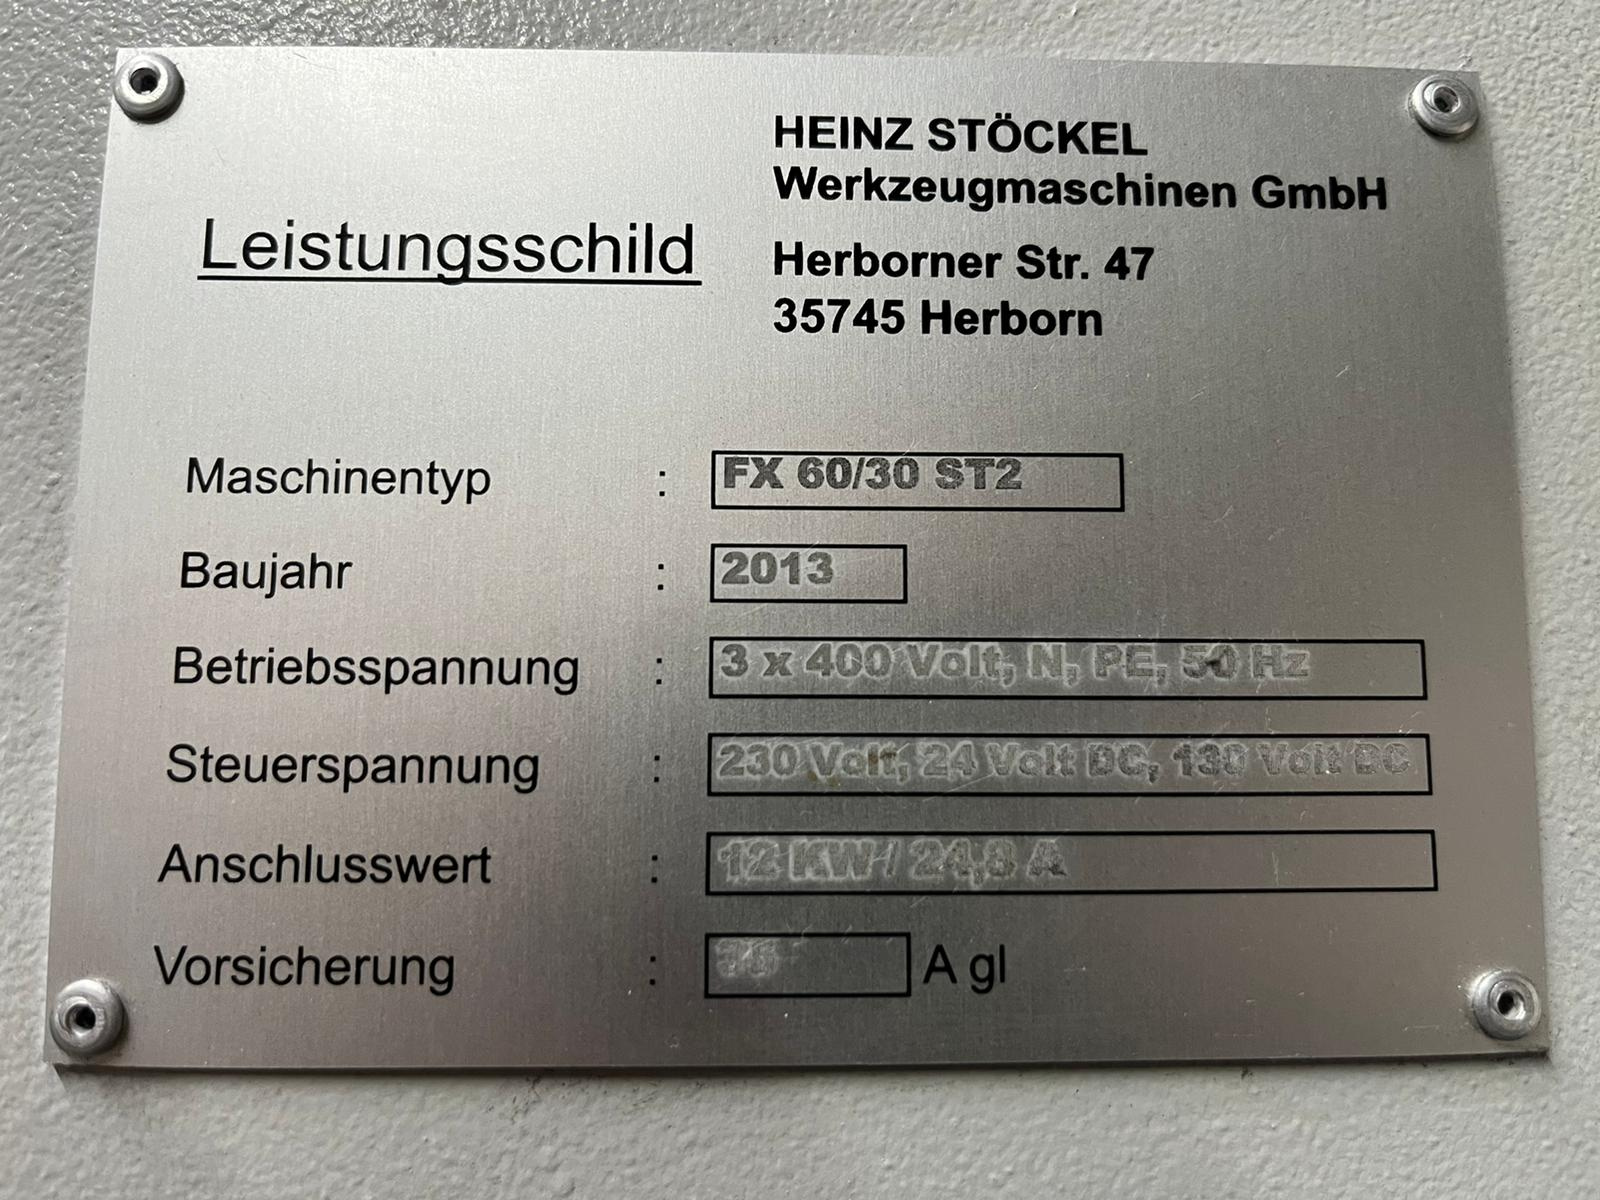 HEINZ STÖCKEL
Werkzeugmaschinen GmbH
Leistungsschild
Herborner Str. 47
35745 Herborn
Maschinentyp : FX 60/30 ST2
Baujahr : 2013
Betriebsspannung : 3 x 400 Volt, N, PE, 50 Hz
Steuerspannung : 230 Volt, 24 Volt DC, 130 Volt DC
Anschlusswert : 12 KW / 24,8 A
Vorsicherung : A gl